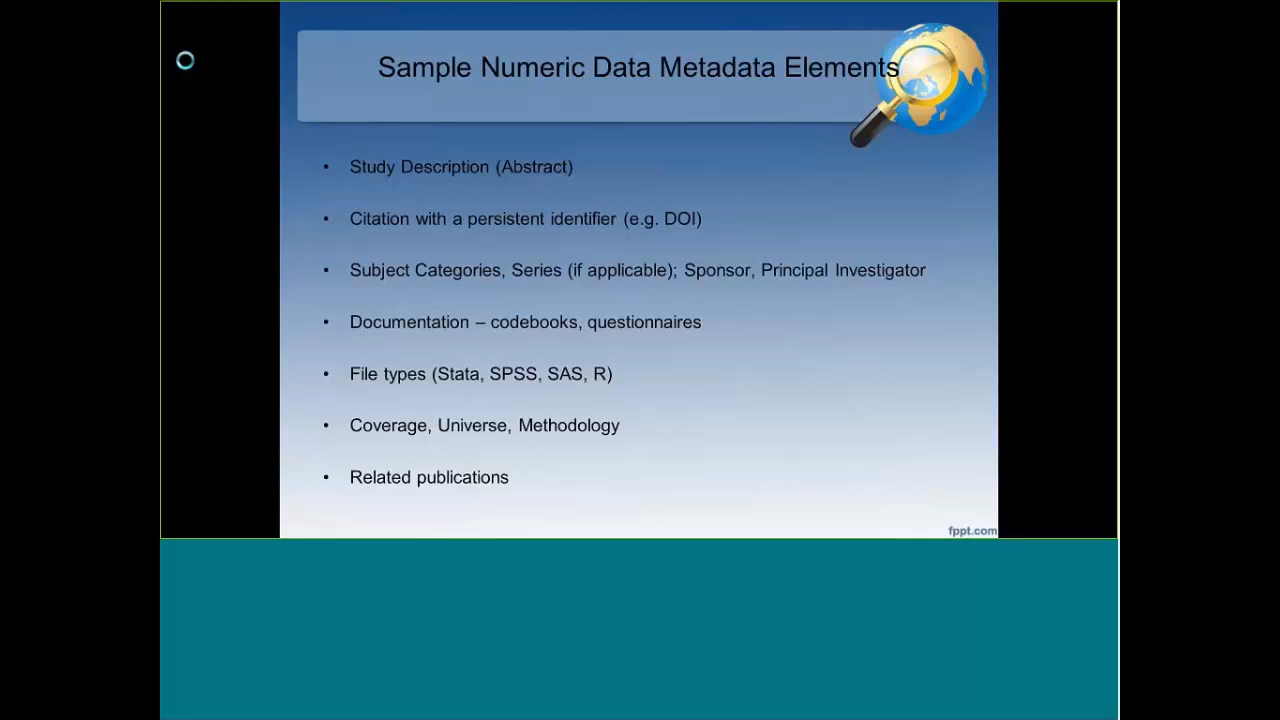 Sample Numeric Data Metadata Elements
• Study Description (Abstract)
• Citation with a persistent identifier (e.g. DOI)
• Subject Categories, Series (if applicable); Sponsor, Principal Investigator
• Documentation – codebooks, questionnaires
• File types (Stata, SPSS, SAS, R)
• Coverage, Universe, Methodology
• Related publications
fppt.com